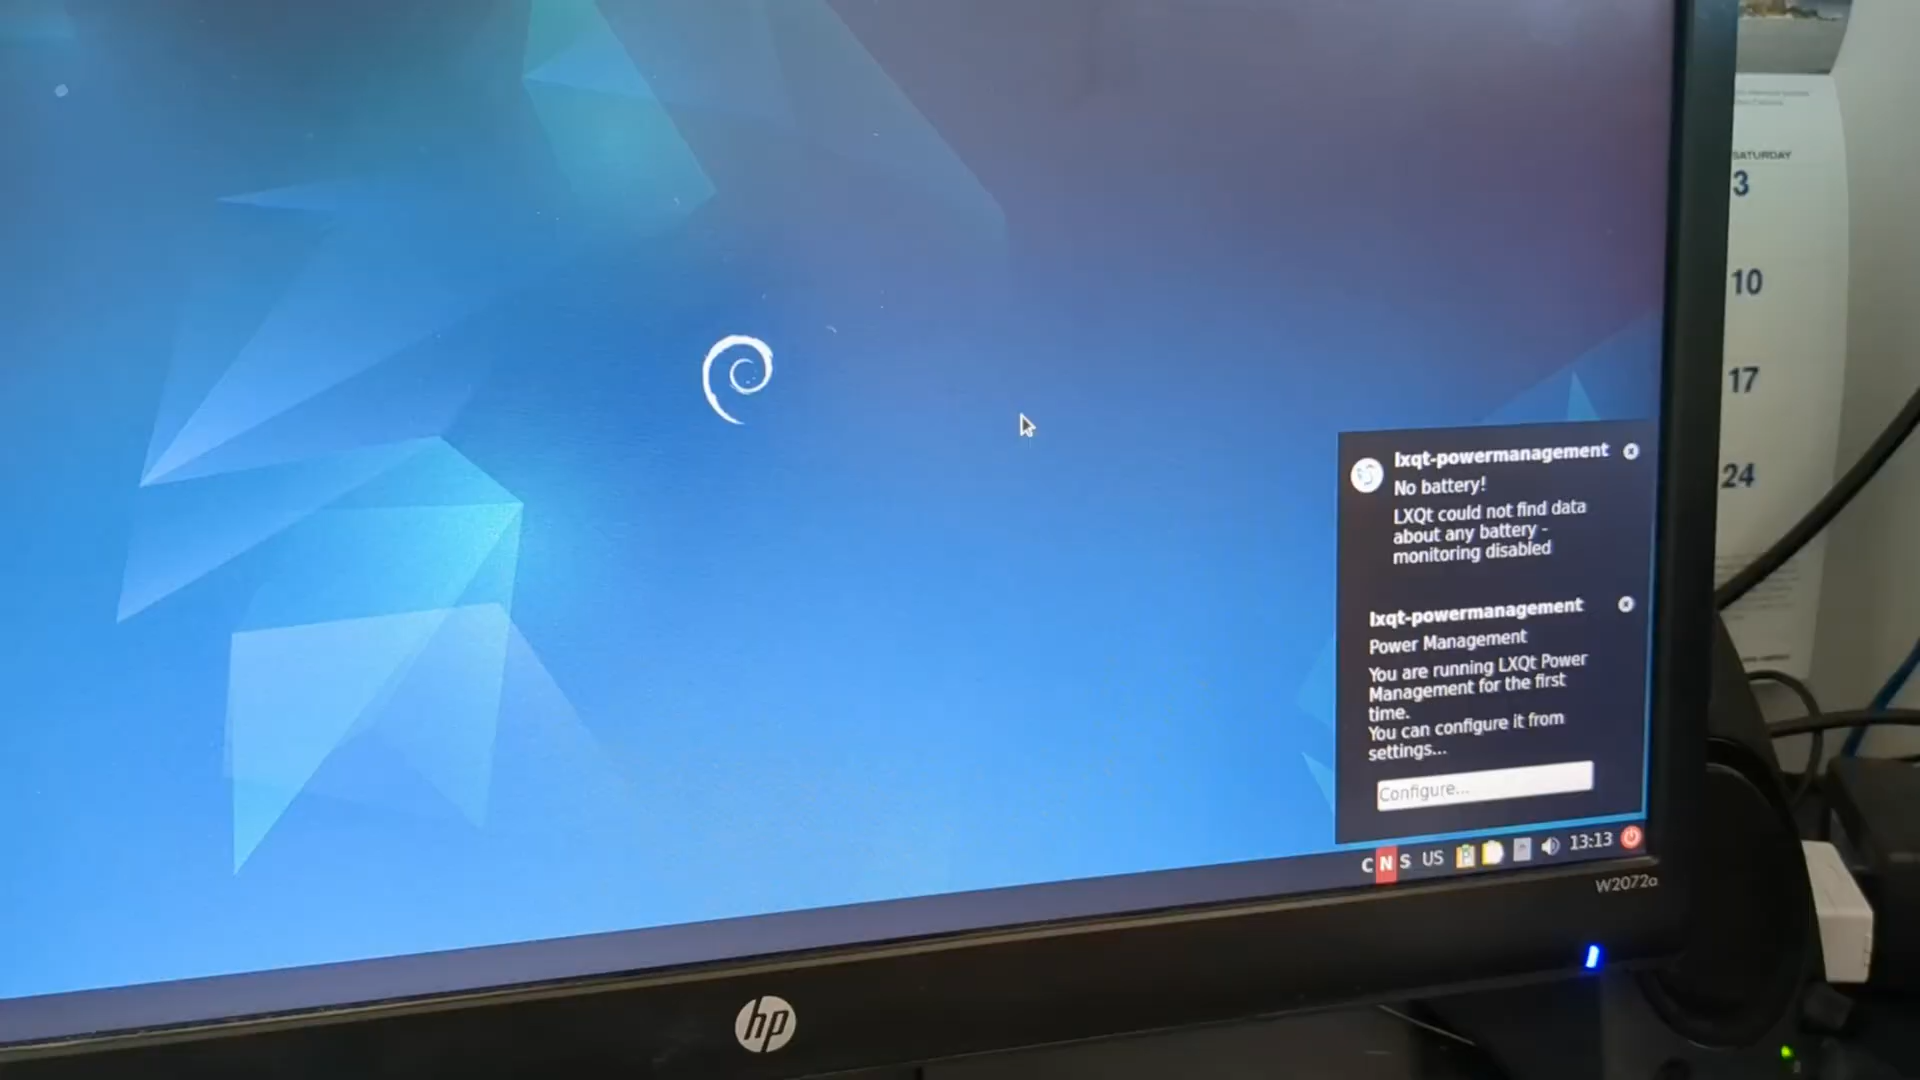 SATURDAY
3
10
17
24
lxqt-powermanagement
No battery!
LXQt could not find data
about any battery -
monitoring disabled
lxqt-powermanagement
Power Management
You are running LXQt Power
Management for the first
time.
You can configure it from
settings...
Configure...
C N S US 13:13
W2072a
hp